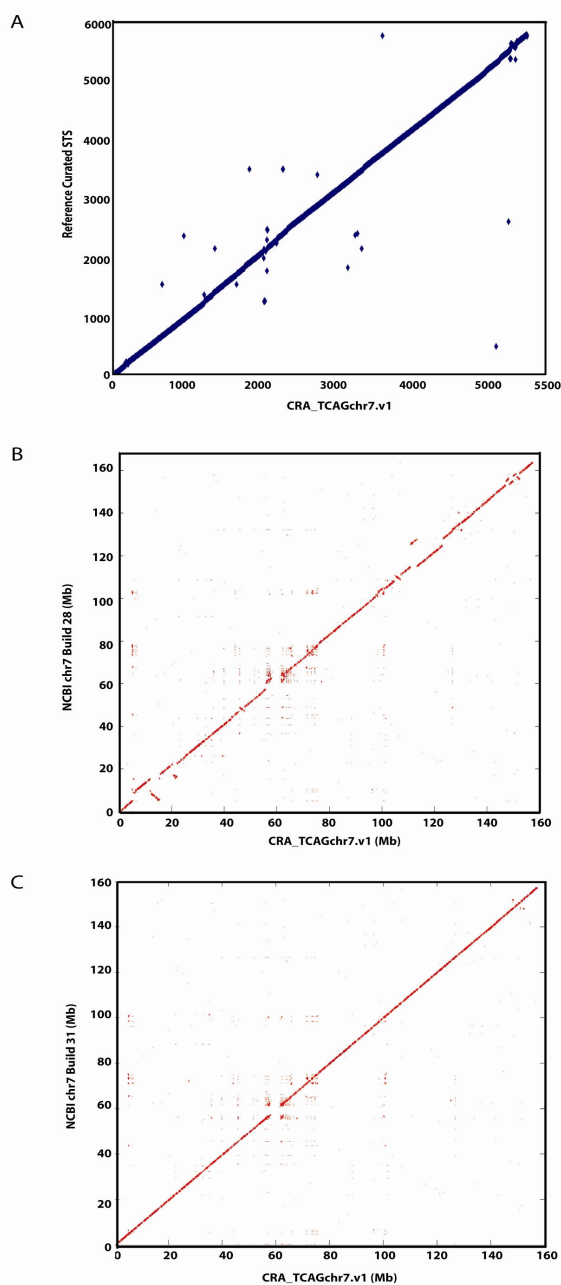 A
6000
5000
4000
3000
2000
1000
0
Reference Curated STS
0 1000 2000 3000 4000 5000 5500
CRA_TCAGchr7.v1
B
160
140
120
100
80
60
40
20
0
NCBI chr7 Build 28 (Mb)
0 20 40 60 80 100 120 140 160
CRA_TCAGchr7.v1 (Mb)
C
160
140
120
100
80
60
40
20
0
NCBI chr7 Build 31 (Mb)
0 20 40 60 80 100 120 140 160
CRA_TCAGchr7.v1 (Mb)